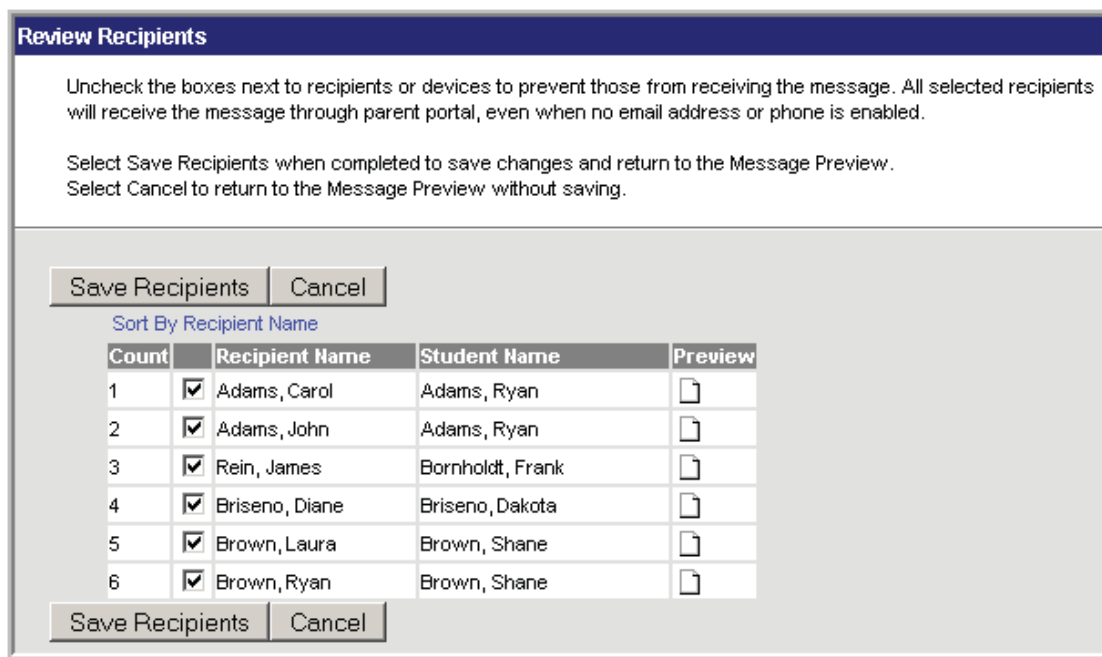 Review Recipients
Uncheck the boxes next to recipients or devices to prevent those from receiving the message. All selected recipients
will receive the message through parent portal, even when no email address or phone is enabled.
Select Save Recipients when completed to save changes and return to the Message Preview.
Select Cancel to return to the Message Preview without saving.
Save Recipients Cancel
Sort By Recipient Name
Count Recipient Name Student Name Preview
1 Adams, Carol Adams, Ryan
2 Adams, John Adams, Ryan
3 Rein, James Bornholdt, Frank
4 Briseno, Diane Briseno, Dakota
5 Brown, Laura Brown, Shane
6 Brown, Ryan Brown, Shane
Save Recipients Cancel